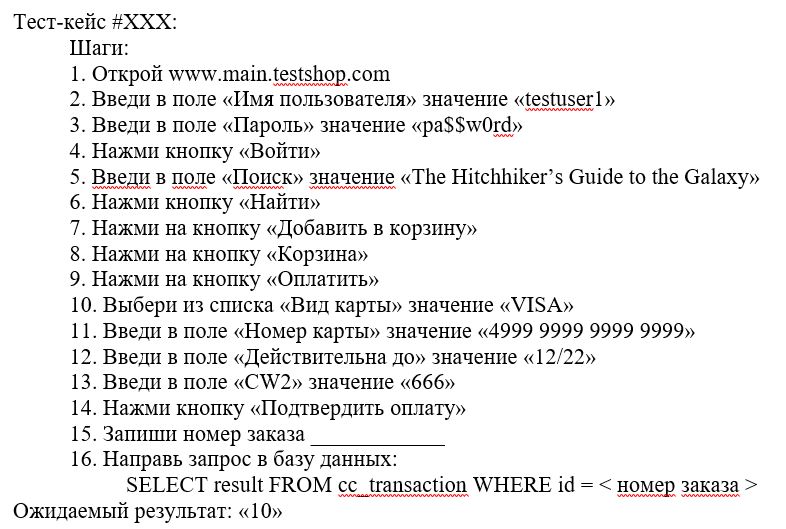 Тест-кейс #XXX:
Шаги:
1. Открой www.main.testshop.com
2. Введи в поле «Имя пользователя» значение «testuser1»
3. Введи в поле «Пароль» значение «pa$$w0rd»
4. Нажми кнопку «Войти»
5. Введи в поле «Поиск» значение «The Hitchhiker’s Guide to the Galaxy»
6. Нажми кнопку «Найти»
7. Нажми на кнопку «Добавить в корзину»
8. Нажми на кнопку «Корзина»
9. Нажми на кнопку «Оплатить»
10. Выбери из списка «Вид карты» значение «VISA»
11. Введи в поле «Номер карты» значение «4999 9999 9999 9999»
12. Введи в поле «Действительна до» значение «12/22»
13. Введи в поле «CW2» значение «666»
14. Нажми кнопку «Подтвердить оплату»
15. Запиши номер заказа ____________
16. Направь запрос в базу данных:
SELECT result FROM cc_transaction WHERE id = < номер заказа >
Ожидаемый результат: «10»